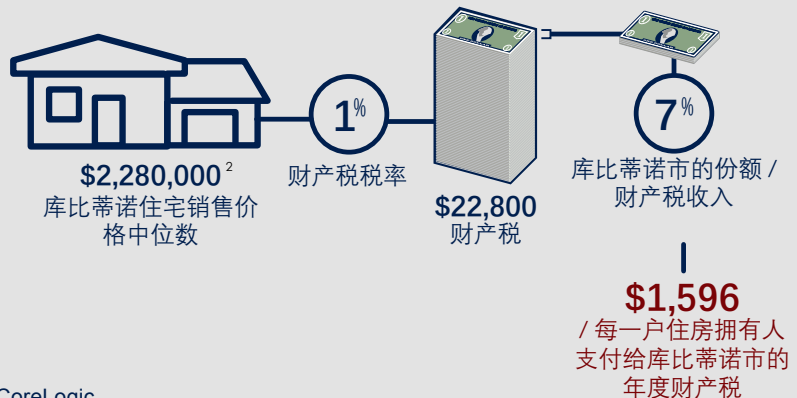 $2,280,000 2
库比蒂诺住宅销售价
格中位数
1%
财产税税率
$22,800
财产税
7%
库比蒂诺市的份额 /
财产税收入
$1,596
/ 每一户住房拥有人
支付给库比蒂诺市的
年度财产税
CoreLogic